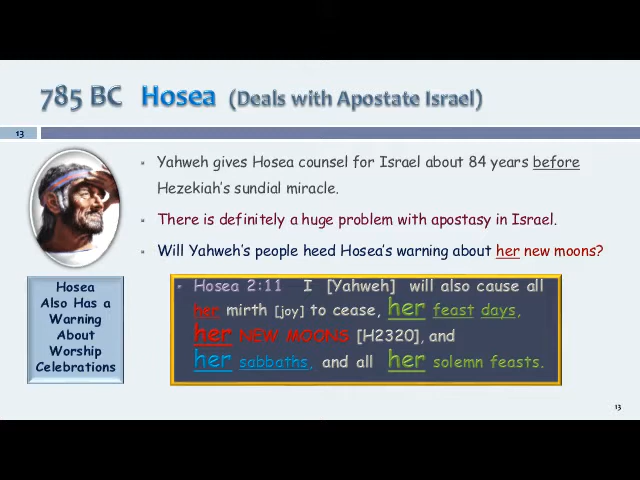 785 BC Hosea (Deals with Apostate Israel)
13
▪ Yahweh gives Hosea counsel for Israel about 84 years before
Hezekiah's sundial miracle.
▪ There is definitely a huge problem with apostasy in Israel.
▪ Will Yahweh's people heed Hosea's warning about her new moons?
Hosea
Also Has a
Warning
About
Worship
Celebrations
▪ Hosea 2:11 I [Yahweh] will also cause all
her mirth [joy] to cease, her feast days,
her NEW MOONS [H2320], and
her sabbaths, and all her solemn feasts.
13